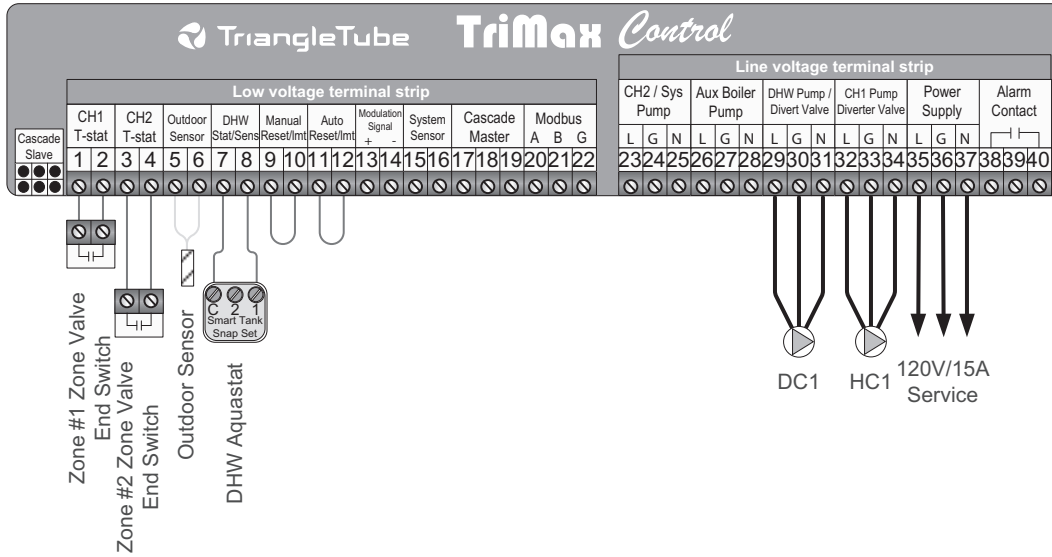 TriangleTube TriMax Control
Low voltage terminal strip
Line voltage terminal strip
Cascade
Slave
CH1
T-stat
CH2
T-stat
Outdoor
Sensor
DHW
Stat/Sens
Manual
Reset/lmt
Auto
Reset/lmt
Modulation
Signal
+ -
System
Sensor
Cascade
Master
Modbus
A B G
CH2 / Sys
Pump
Aux Boiler
Pump
DHW Pump /
Divert Valve
CH1 Pump
Diverter Valve
Power
Supply
Alarm
Contact
L G N L G N L G N L G N L G N
1 2 3 4 5 6 7 8 9 10 11 12 13 14 15 16 17 18 19 20 21 22
23 24 25 26 27 28 29 30 31 32 33 34 35 36 37 38 39 40
Zone #1 Zone Valve
End Switch
Zone #2 Zone Valve
End Switch
Outdoor Sensor
C 2 1
Smart Tank
Snap Set
DHW Aquastat
DC1
HC1
120V/15A
Service